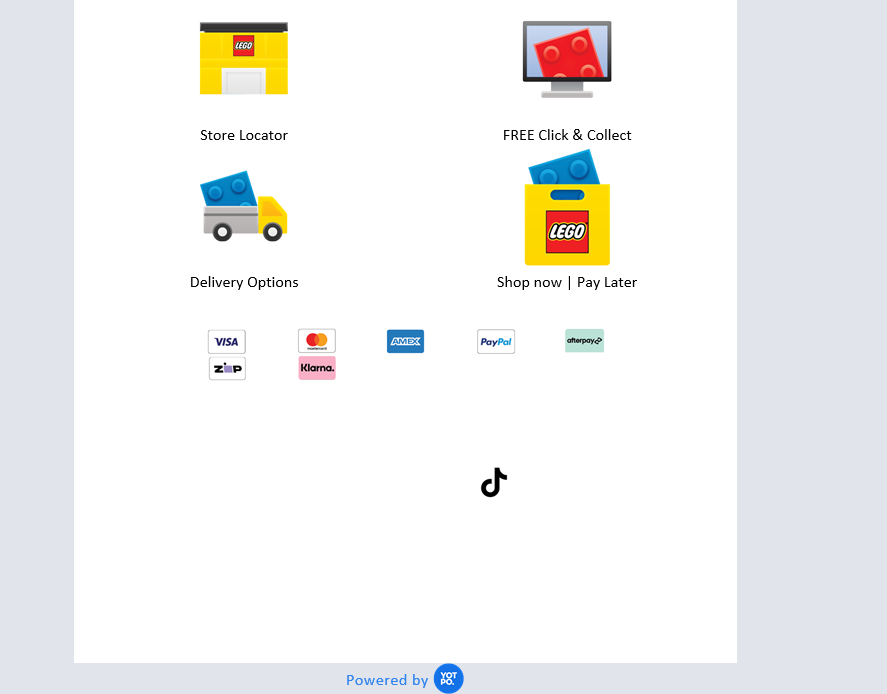 LEGO
Store Locator
FREE Click & Collect
LEGO
Delivery Options
Shop now | Pay Later
VISA
mastercard
AMEX
PayPal
afterpay
ZIP
Klarna.
Powered by YOTPO.